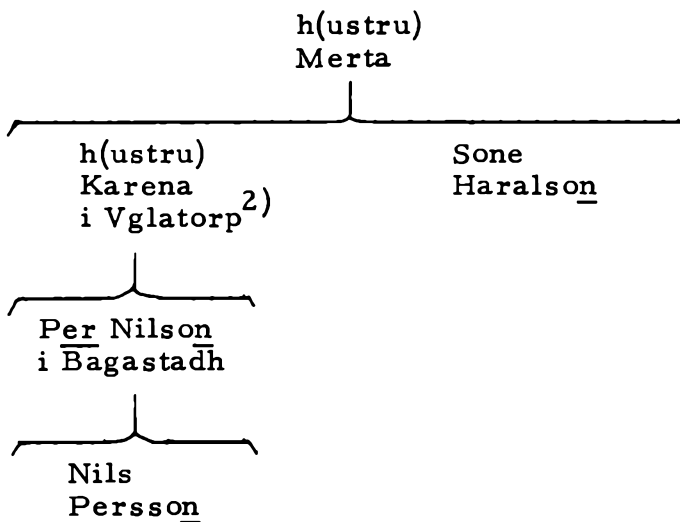 h(ustru)
Merta
h(ustru)
Karena
i Vglatorp2)
Sone
Haralson
Per Nilson
i Bagastadh
Nils
Persson